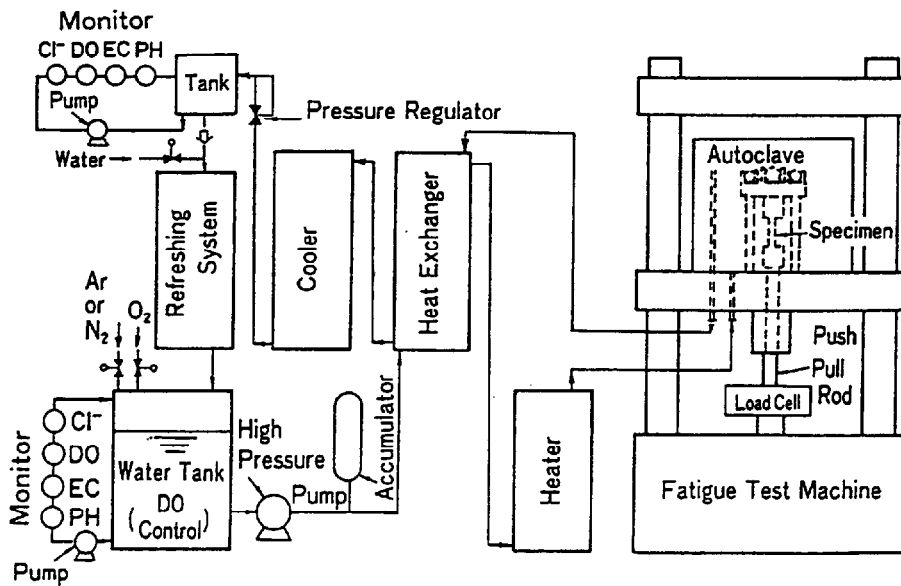 Monitor
Cl⁻ DO EC PH
Pump
Tank
Pressure Regulator
Water
Refreshing
System
Cooler
Heat Exchanger
Autoclave
Specimen
Ar
or
N₂
O₂
Monitor
Cl⁻
DO
EC
PH
Pump
Water Tank
DO
(Control)
High
Pressure
Pump
Accumulator
Heater
Push
Pull
Rod
Load Cell
Fatigue Test Machine